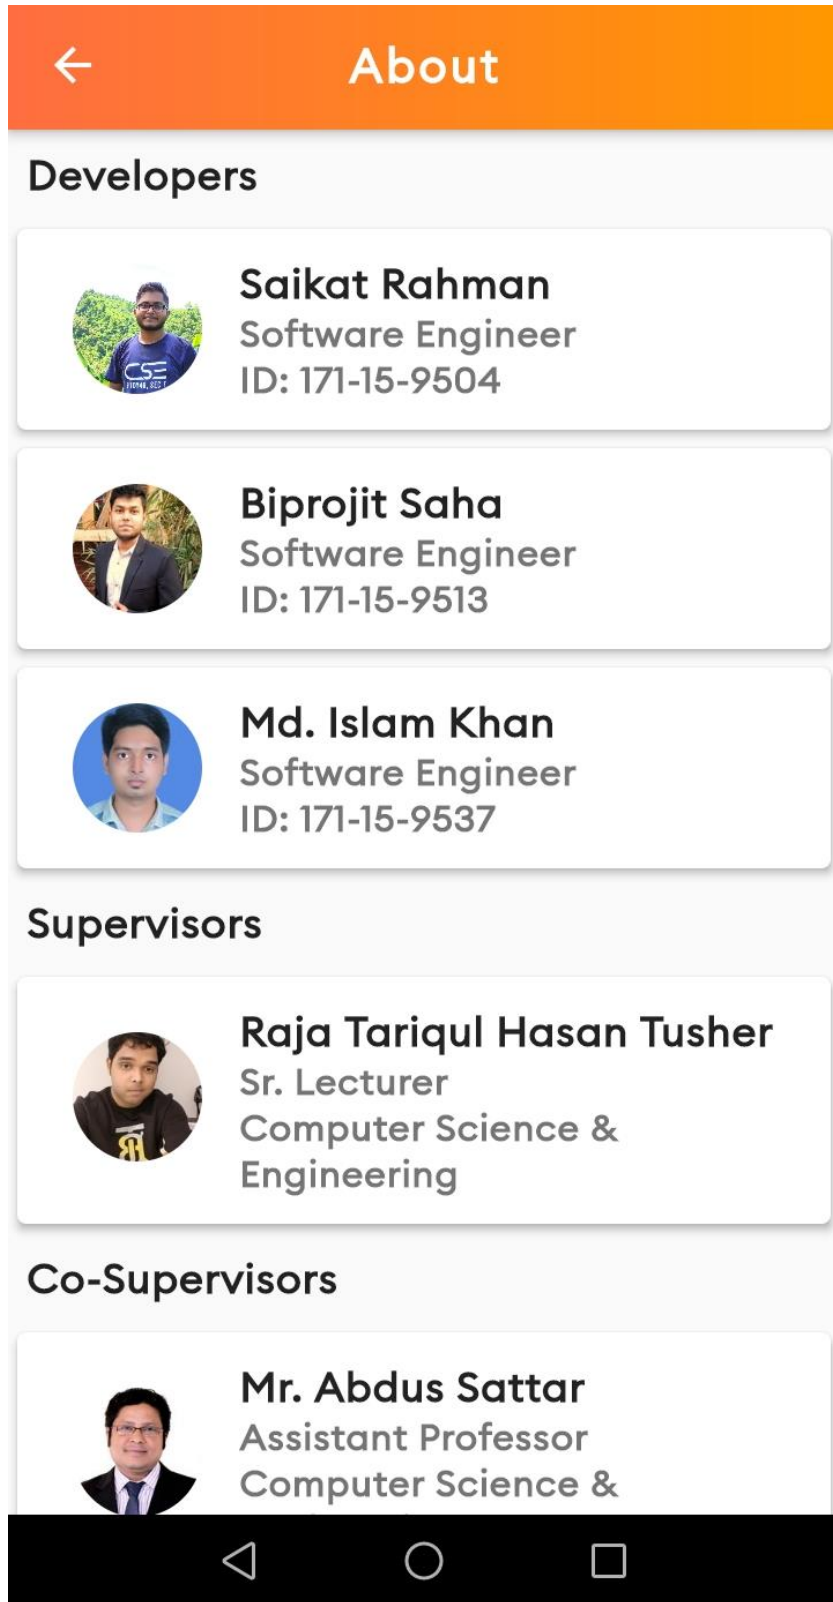 About
Developers
Saikat Rahman
Software Engineer
ID: 171-15-9504
CSE
Biprojit Saha
Software Engineer
ID: 171-15-9513
Md. Islam Khan
Software Engineer
ID: 171-15-9537
Supervisors
Raja Tariqul Hasan Tusher
Sr. Lecturer
Computer Science &
Engineering
Co-Supervisors
Mr. Abdus Sattar
Assistant Professor
Computer Science &